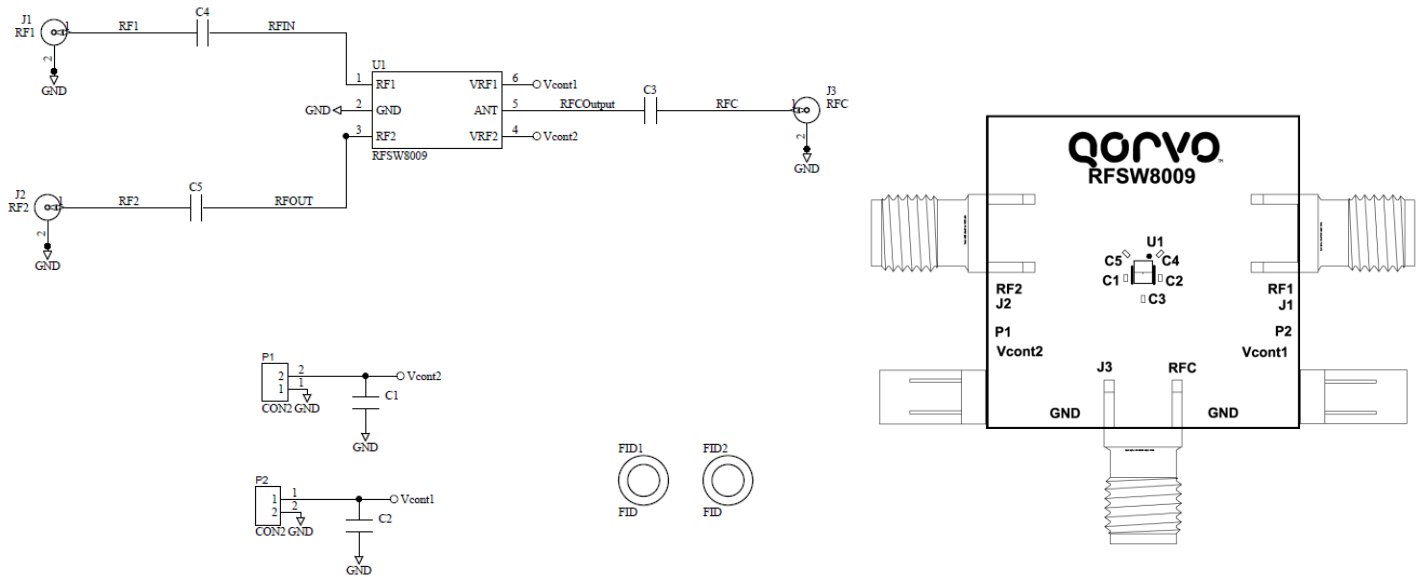 J1
RF1
1
RF1
C4
RFIN
2
GND
U1
1 RF1 VRF1 6 Vcont1
GND 2 GND ANT 5 RFCOutput C3 RFC 1 J3
RFC
3 RF2 VRF2 4 Vcont2
RFSW8009
2
GND
J2
RF2
1
RF2
C5
RFOUT
2
GND
P1
2 2 Vcont2
1 1
CON2 GND
C1
GND
P2
1 1 Vcont1
2 2
CON2 GND
C2
GND
FID1 FID2
FID FID
QORVO
RFSW8009
U1
C5 C4
C1 C2
C3
RF2 RF1
J2 J1
P1 P2
Vcont2 Vcont1
J3 RFC
GND GND